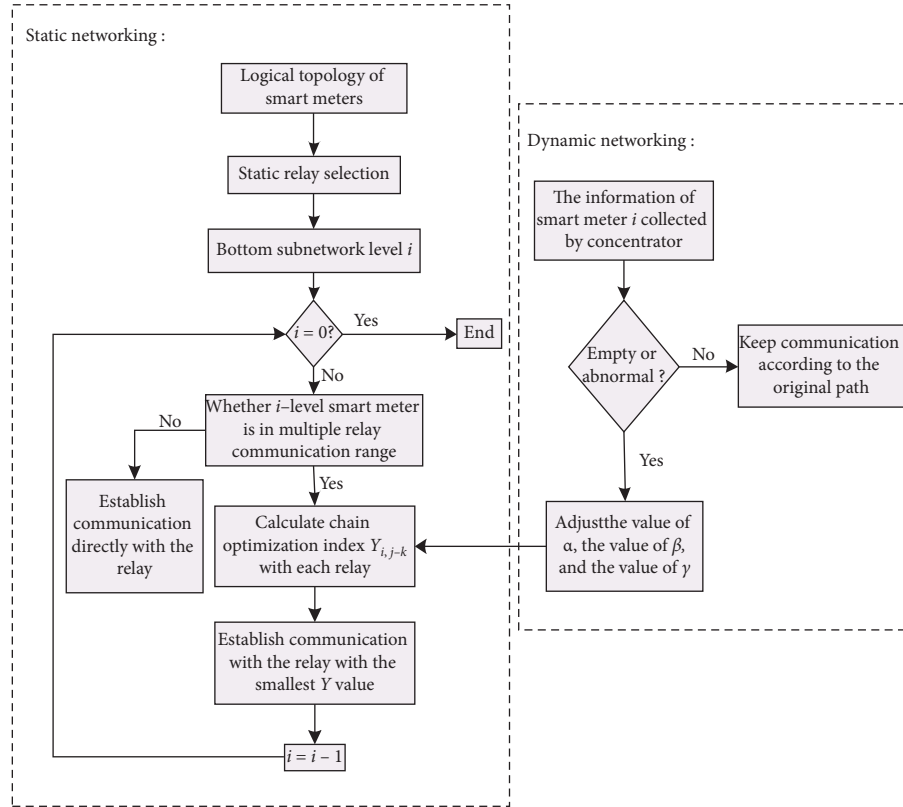 Static networking :
Logical topology of
smart meters
Static relay selection
Bottom subnetwork level i
i = 0?
Yes
End
No
Whether i–level smart meter
is in multiple relay
communication range
No
Yes
Establish
communication
directly with the
relay
Calculate chain
optimization index Y_{i, j–k}
with each relay
Establish communication
with the relay with the
smallest Y value
i = i – 1
Dynamic networking :
The information of
smart meter i collected
by concentrator
Empty or
abnormal ?
No
Keep communication
according to the
original path
Yes
Adjustthe value of
α, the value of β,
and the value of γ